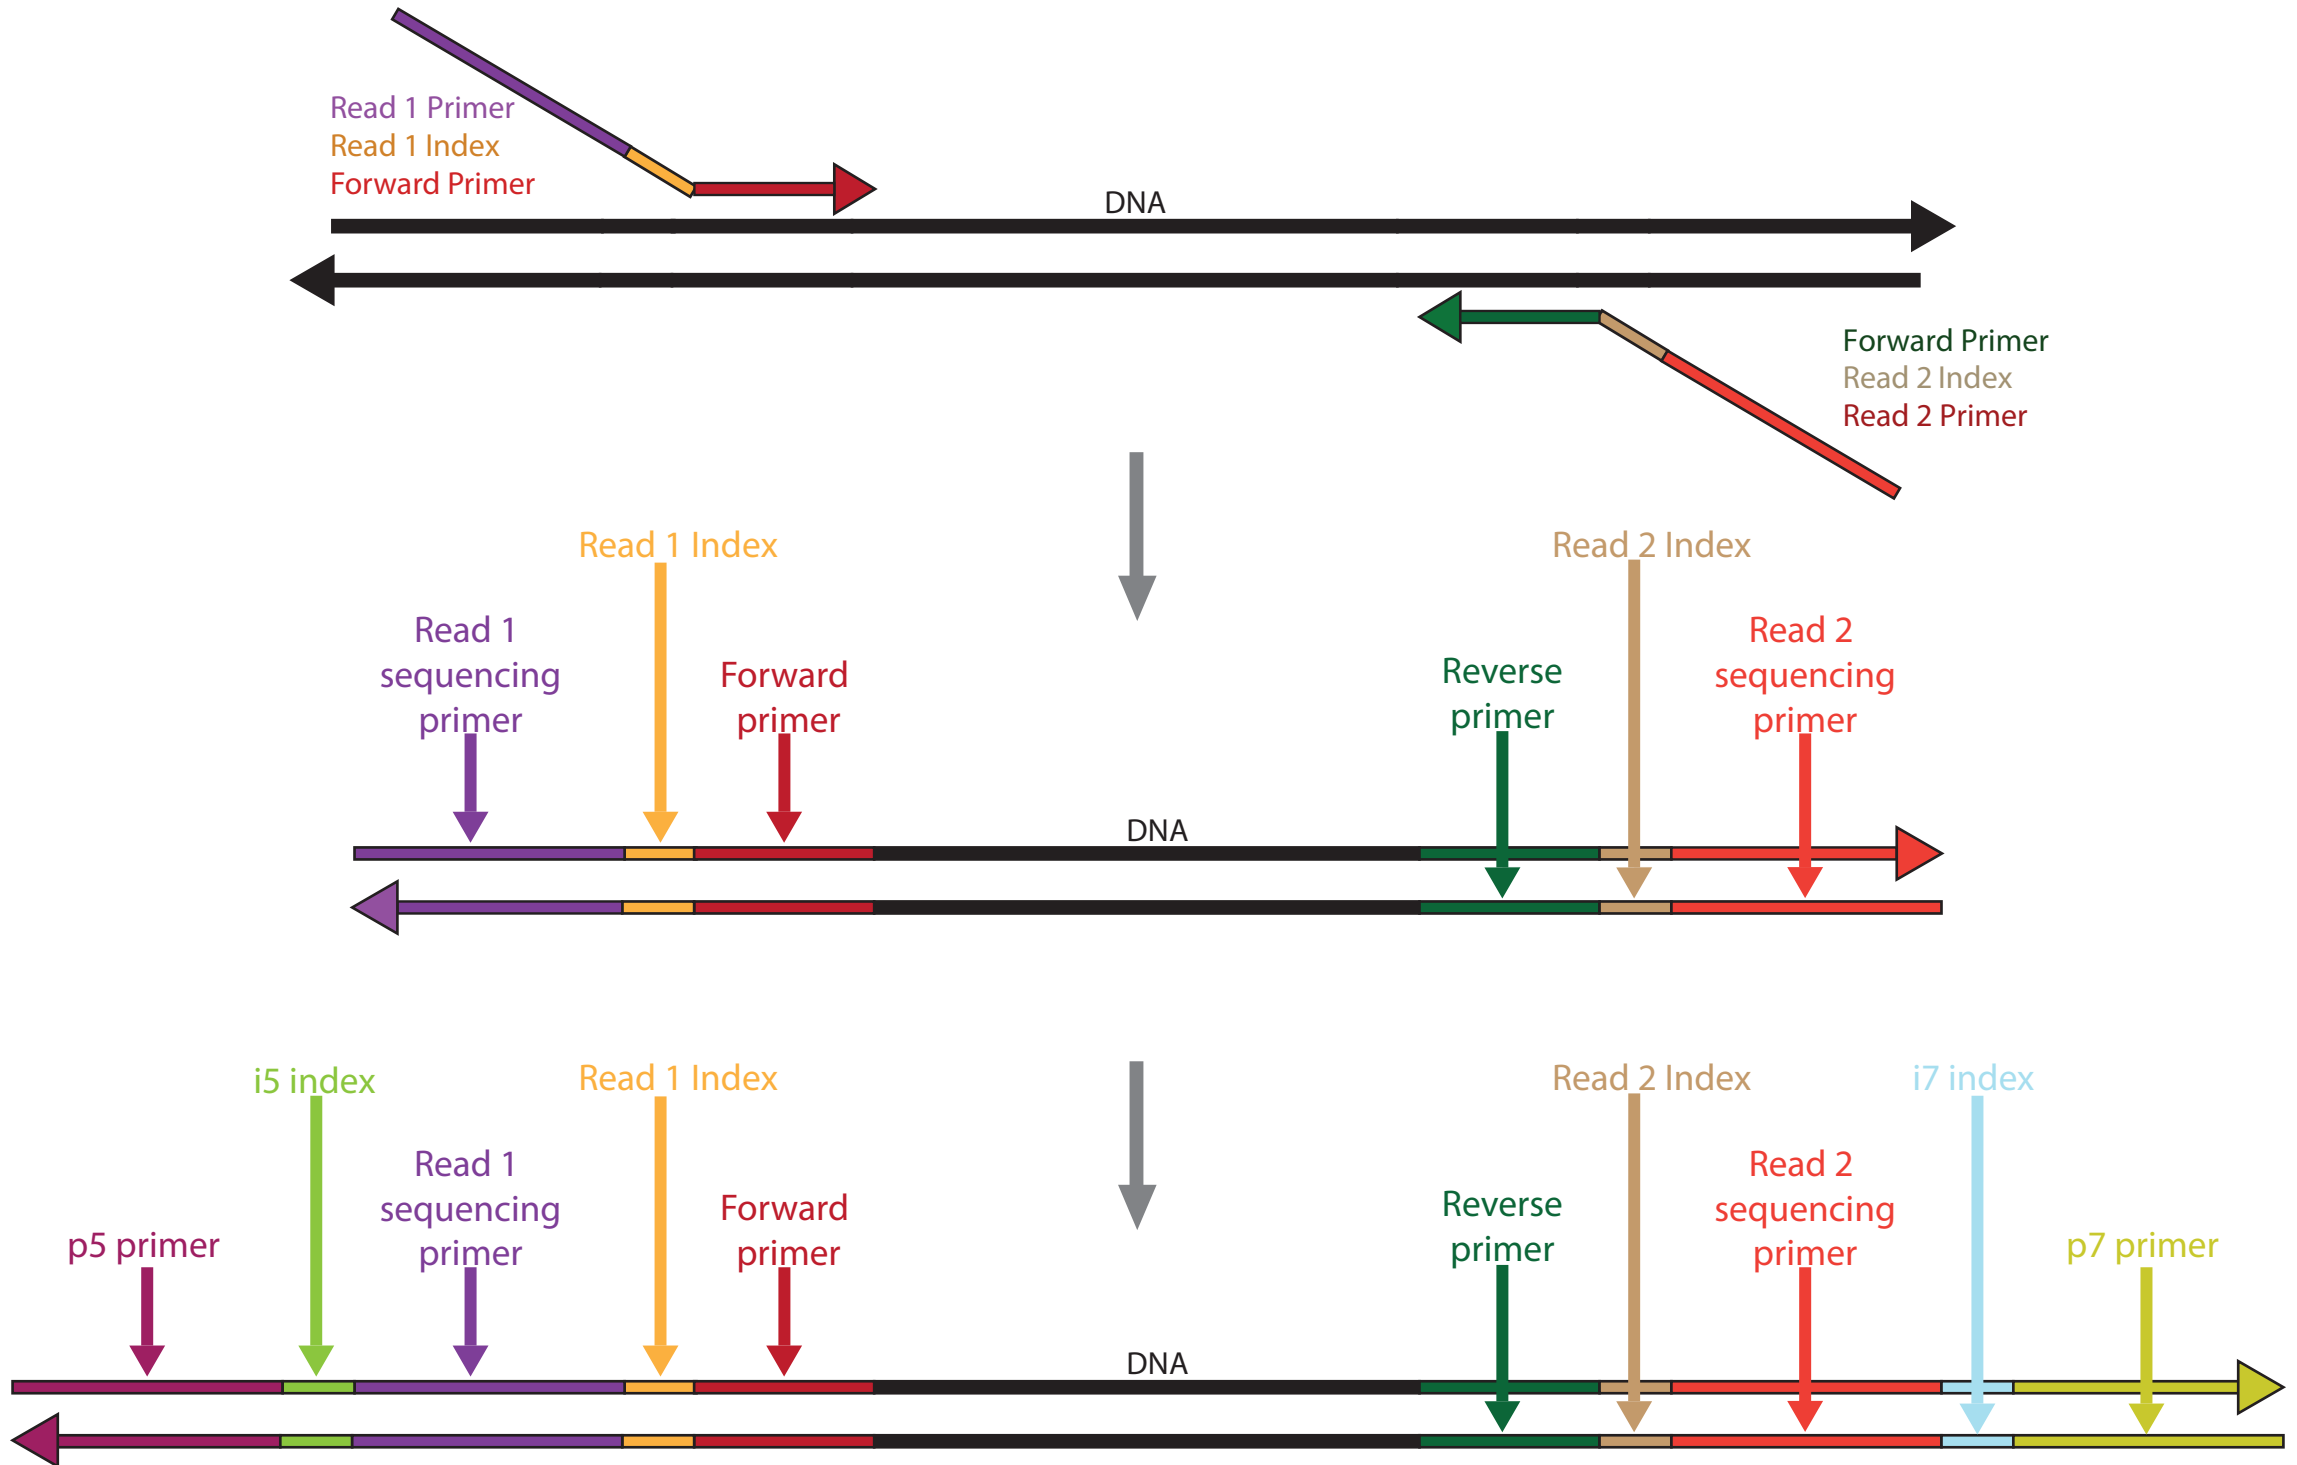 Read 1 Primer
Read 1 Index
Forward Primer
DNA
Forward Primer
Read 2 Index
Read 2 Primer
Read 1 Index
Read 2 Index
Read 1
sequencing
primer
Forward
primer
Reverse
primer
Read 2
sequencing
primer
DNA
i5 index
Read 1 Index
Read 2 Index
i7 index
p5 primer
Read 1
sequencing
primer
Forward
primer
Reverse
primer
Read 2
sequencing
primer
p7 primer
DNA